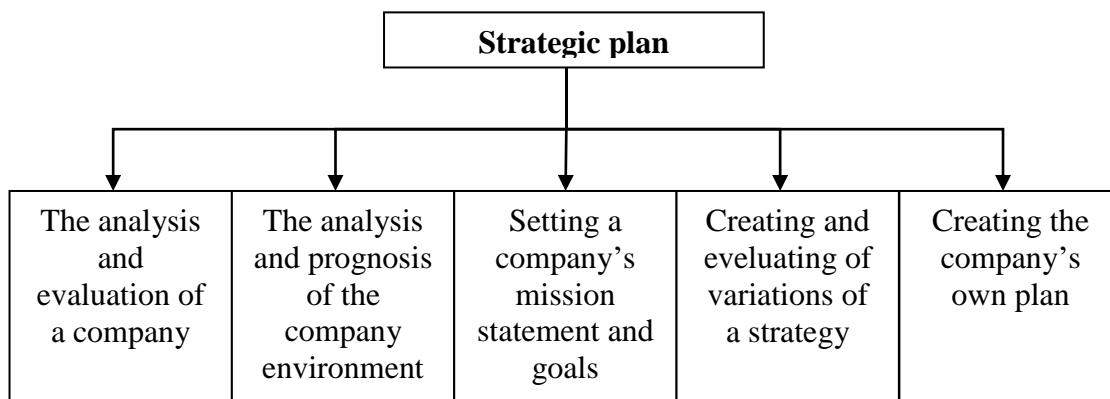 Strategic plan
The analysis
and
evaluation of
a company
The analysis
and prognosis
of the
company
environment
Setting a
company’s
mission
statement and
goals
Creating and
eveluating of
variations of
a strategy
Creating the
company’s
own plan